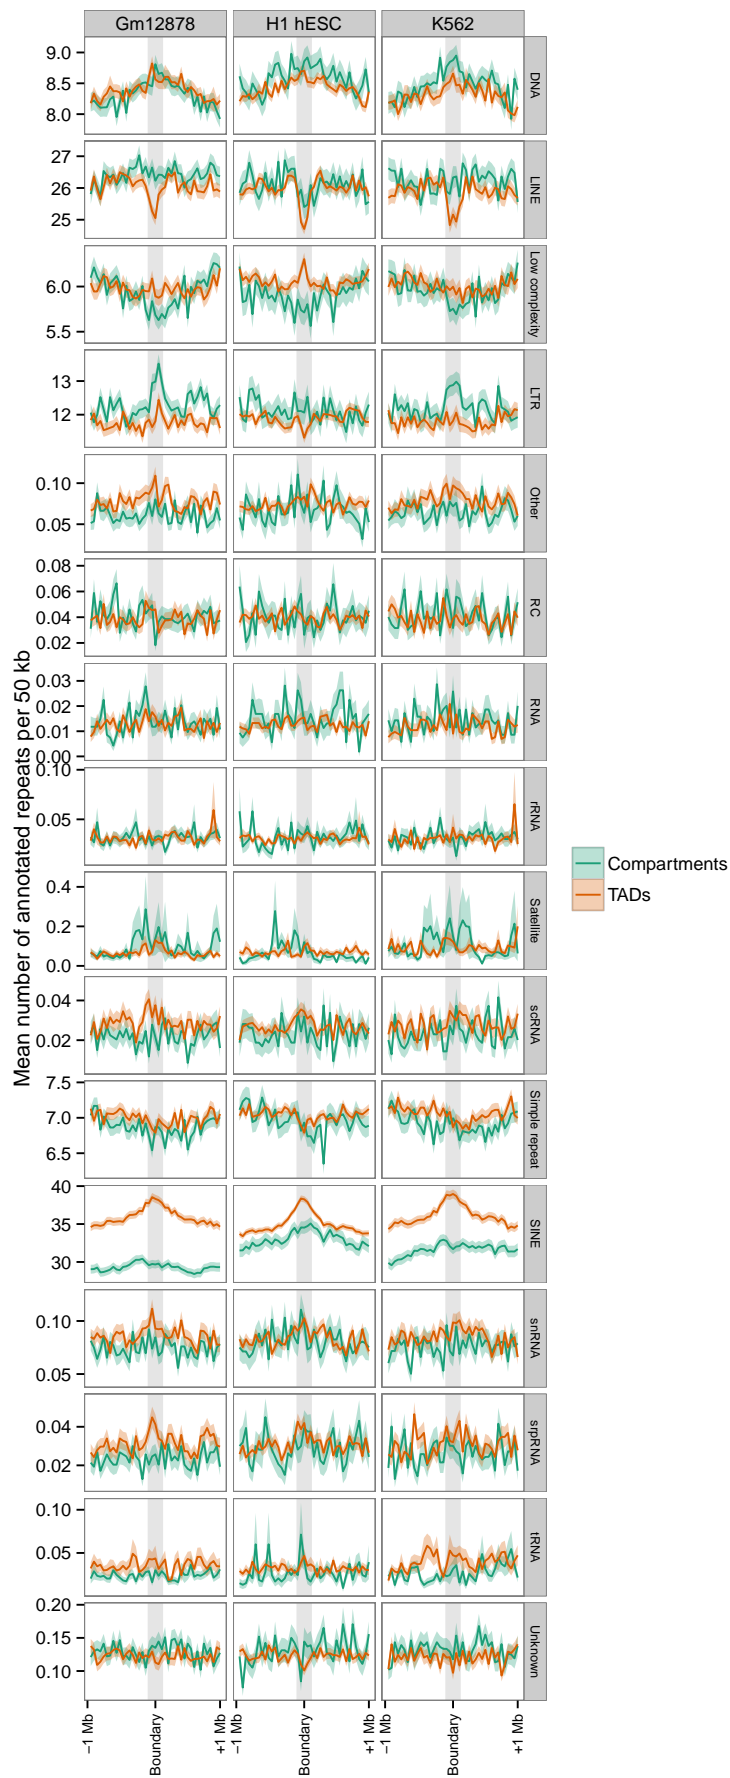 Gm12878
H1 hESC
K562
Mean number of annotated repeats per 50 kb
9.0
8.5
8.0
DNA
27
26
25
LINE
6.0
5.5
Low complexity
13
12
LTR
0.10
0.05
Other
0.08
0.06
0.04
0.02
RC
0.03
0.02
0.01
0.00
RNA
0.10
0.05
rRNA
0.4
0.2
0.0
Satellite
0.04
0.02
scRNA
7.5
7.0
6.5
Simple repeat
40
35
30
SINE
0.10
0.05
snRNA
0.04
0.02
srpRNA
0.10
0.05
tRNA
0.20
0.15
0.10
Unknown
−1 Mb
Boundary
+1 Mb
−1 Mb
Boundary
+1 Mb
−1 Mb
Boundary
+1 Mb
Compartments
TADs